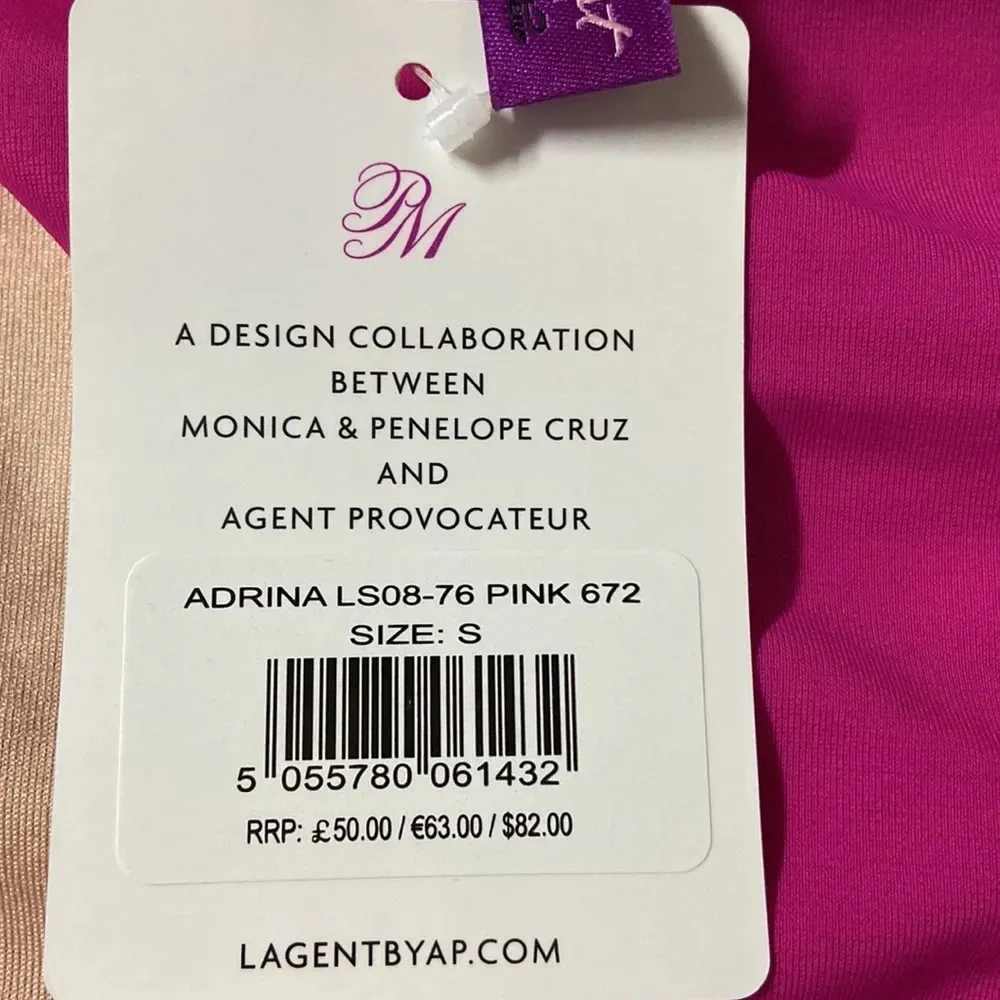 PM
A DESIGN COLLABORATION
BETWEEN
MONICA & PENELOPE CRUZ
AND
AGENT PROVOCATEUR
ADRINA LS08-76 PINK 672
SIZE: S
5 055780 061432
RRP: £50.00 / €63.00 / $82.00
LAGENTBYAP.COM